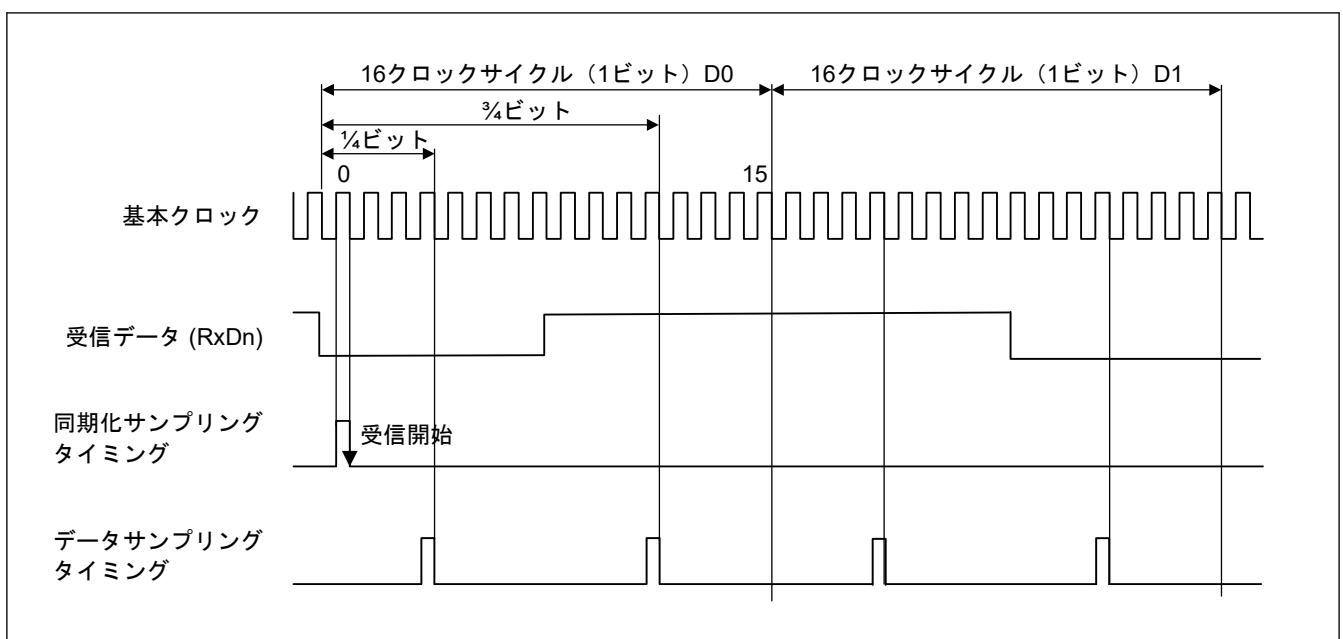 16クロックサイクル（1ビット）D0
16クロックサイクル（1ビット）D1
¾ビット
¼ビット
0
15
基本クロック
受信データ (RxDn)
同期化サンプリング
タイミング
受信開始
データサンプリング
タイミング